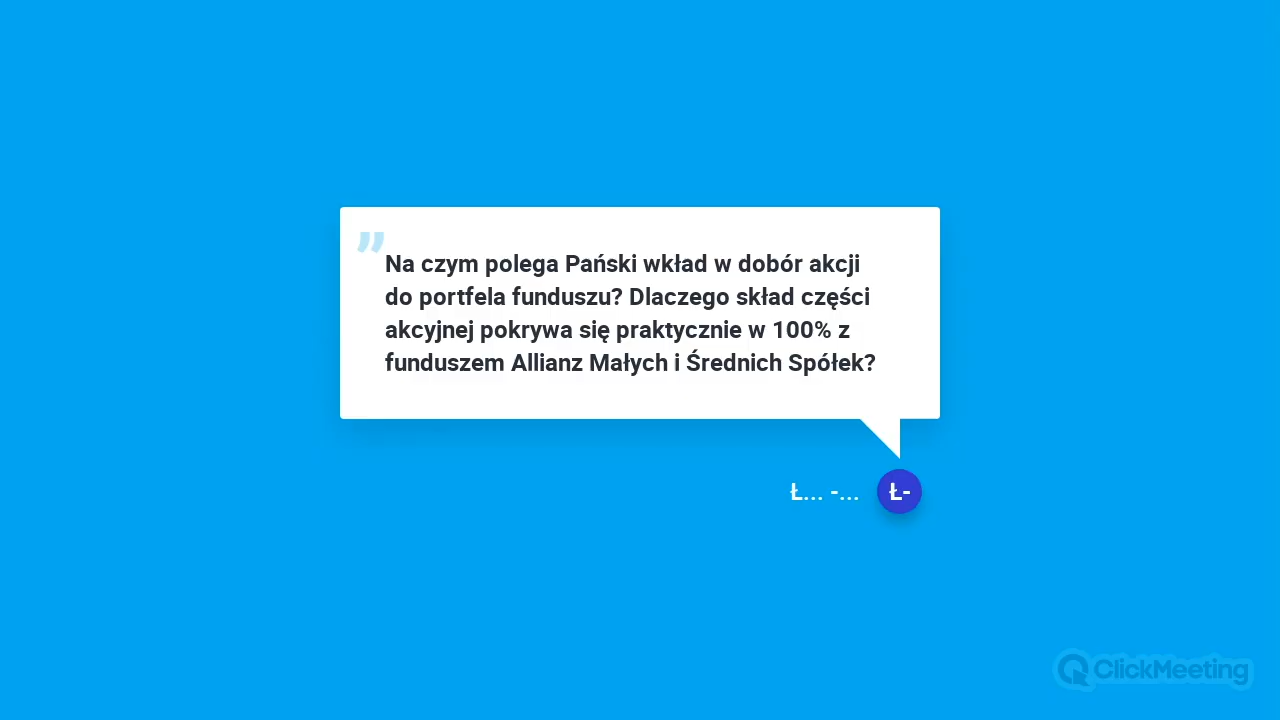 Na czym polega Pański wkład w dobór akcji
do portfela funduszu? Dlaczego skład części
akcyjnej pokrywa się praktycznie w 100% z
funduszem Allianz Małych i Średnich Spółek?
Ł... -... Ł-
ClickMeeting